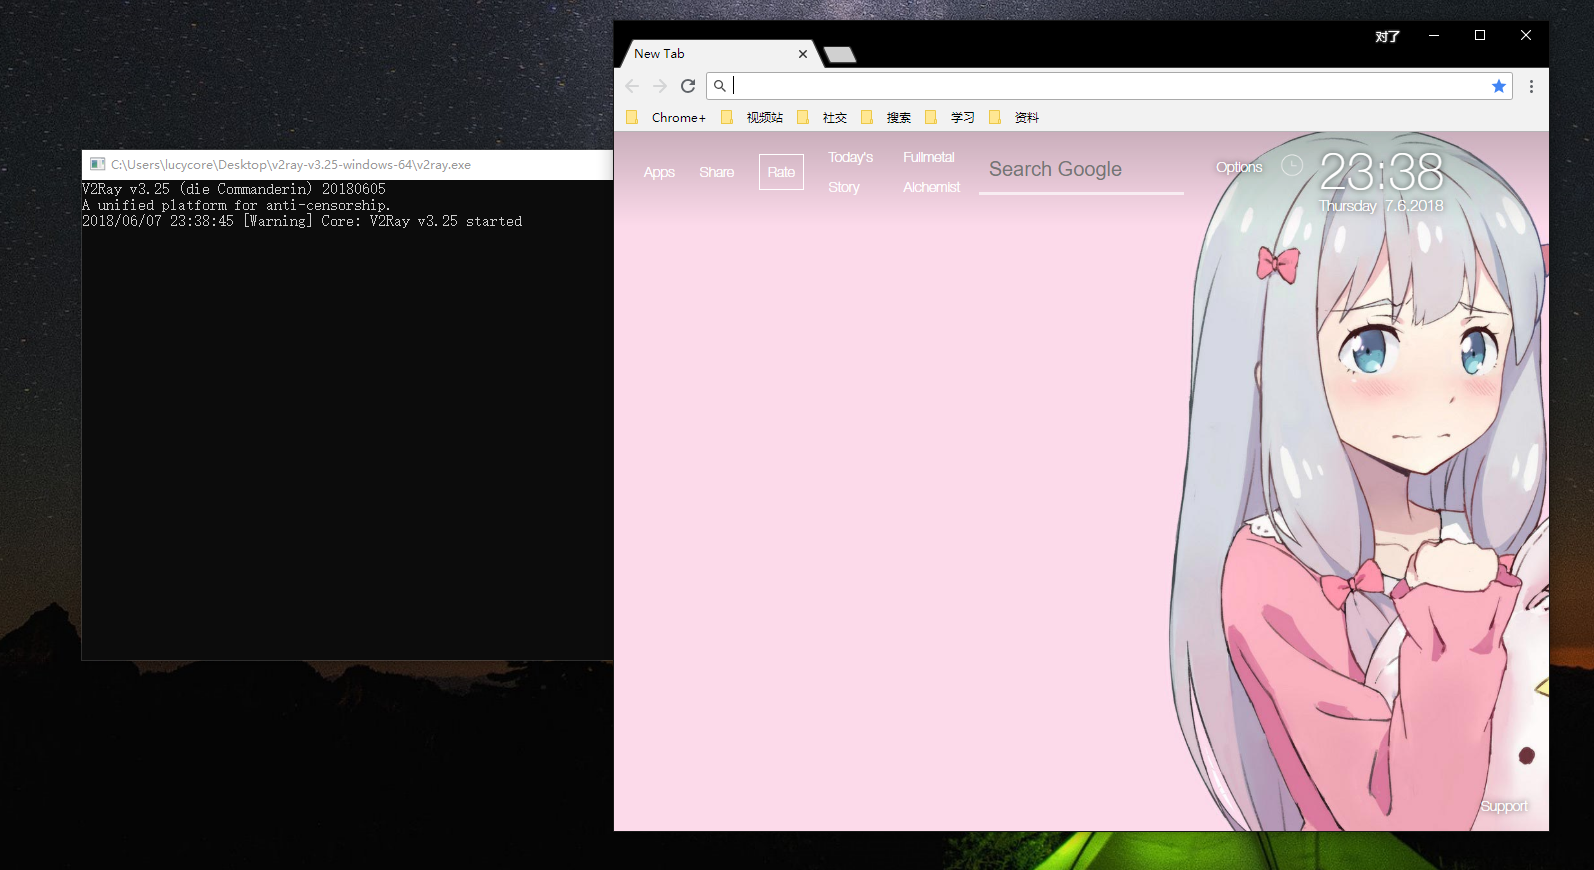 对了
New Tab
Chrome+ 视频站 社交 搜索 学习 资料
C:\Users\lucycore\Desktop\v2ray-v3.25-windows-64\v2ray.exe
V2Ray v3.25 (die Commanderin) 20180605
A unified platform for anti-censorship.
2018/06/07 23:38:45 [Warning] Core: V2Ray v3.25 started
Apps Share Rate
Today's
Story
Fullmetal
Alchemist
Search Google
Options
23:38
Thursday 7.6.2018
Support